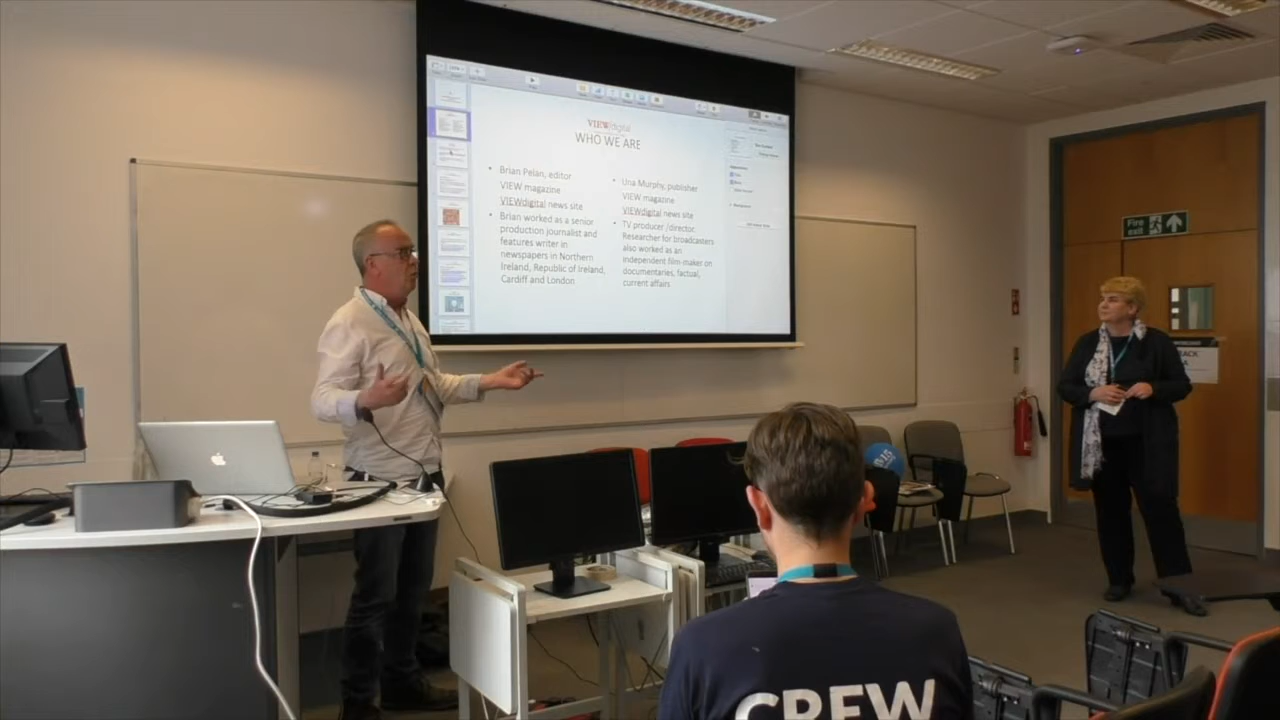 VIEWdigital
WHO WE ARE
• Brian Pelan, editor
VIEW magazine
VIEWdigital news site
• Brian worked as a senior
production journalist and
features writer in
newspapers in Northern
Ireland, Republic of Ireland,
Cardiff and London
• Una Murphy, publisher
VIEW magazine
VIEWdigital news site
• TV producer /director.
Researcher for broadcasters
also worked as an
independent film-maker on
documentaries, factual,
current affairs
Fire
exit
CREW